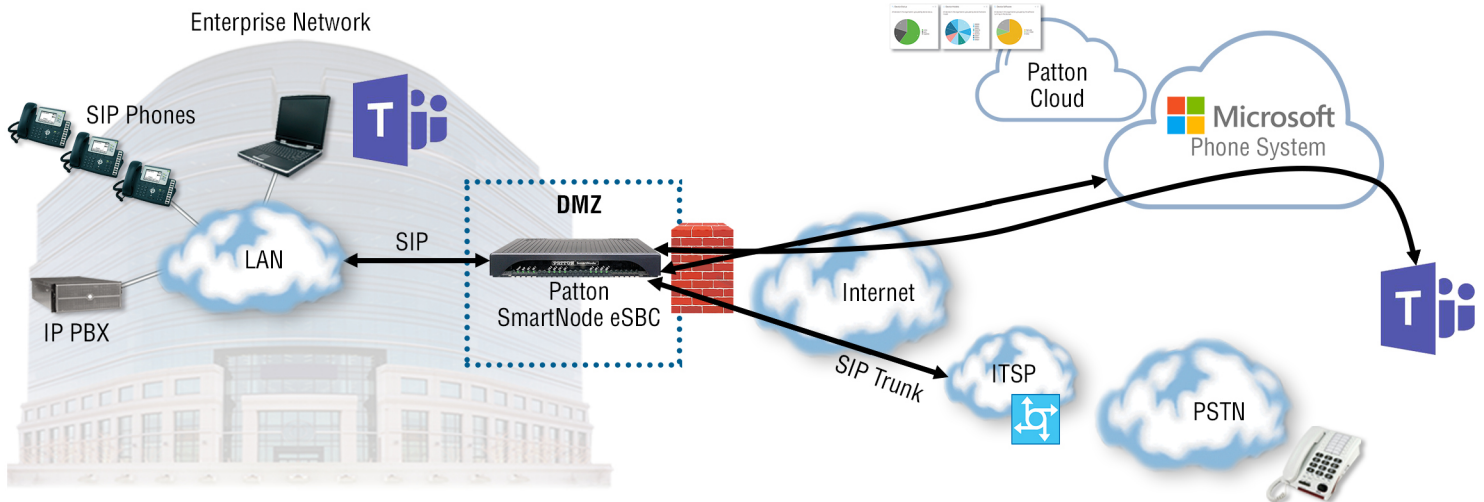 Enterprise Network
SIP Phones
T
LAN
IP PBX
SIP
DMZ
PATTON
Patton
SmartNode eSBC
Internet
SIP Trunk
ITSP
PSTN
Patton
Cloud
Microsoft
Phone System
T